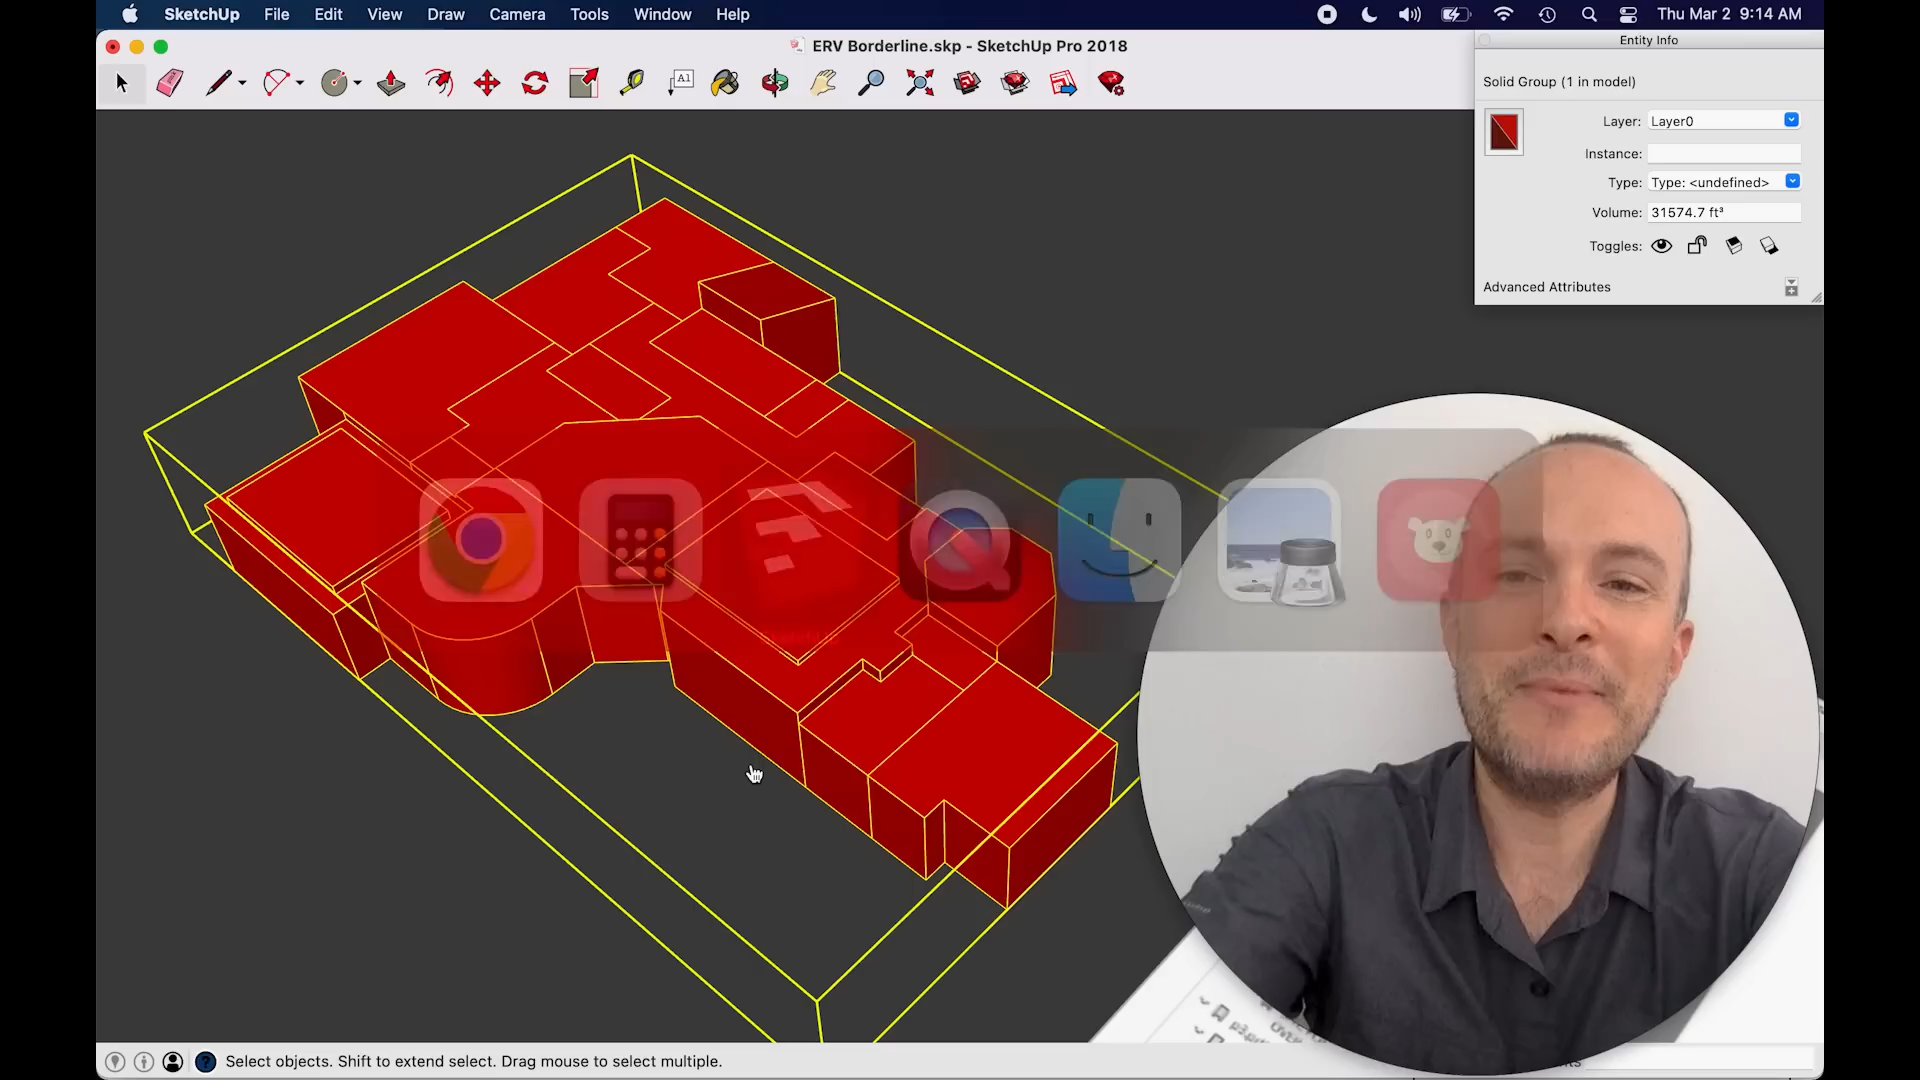 SketchUp File Edit View Draw Camera Tools Window Help Thu Mar 2 9:14 AM
ERV Borderline.skp - SketchUp Pro 2018
A1
Entity Info
Solid Group (1 in model)
Layer: Layer0
Instance:
Type: Type: <undefined>
Volume: 31574.7 ft³
Toggles:
Advanced Attributes
Select objects. Shift to extend select. Drag mouse to select multiple.